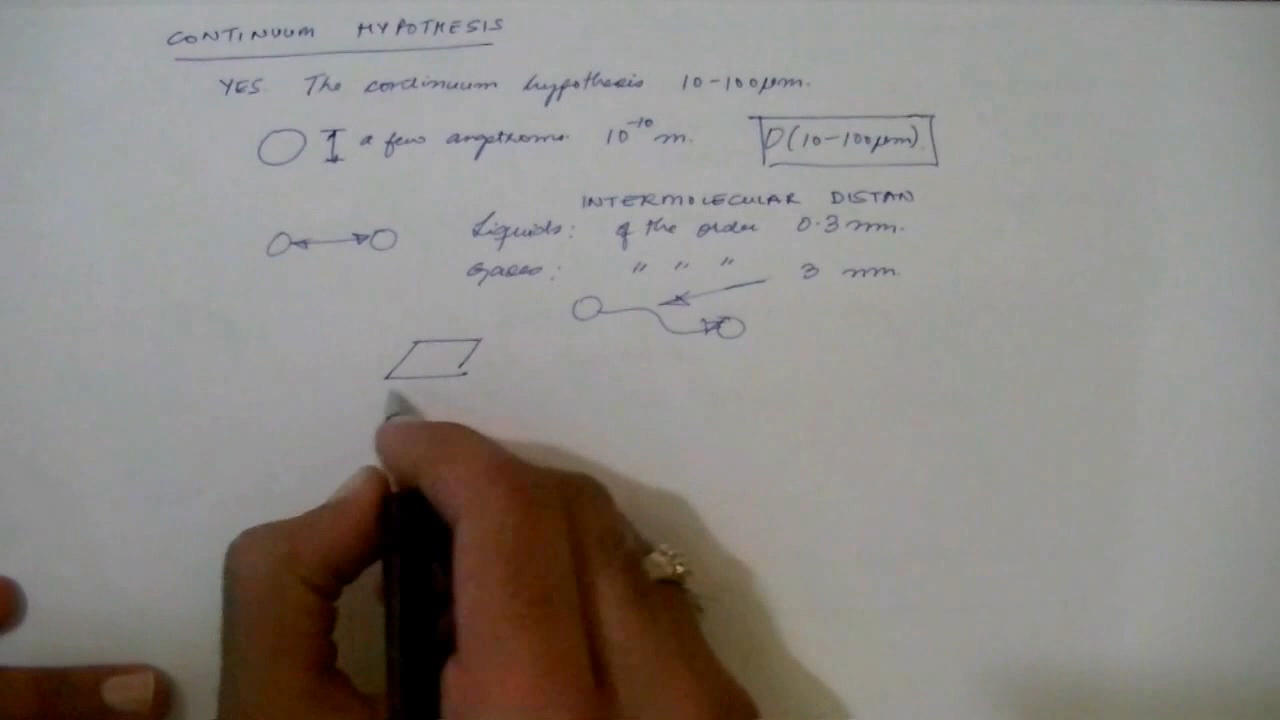 CONTINUUM HYPOTHESIS
YES. The continuum hypothesis 10-100μm.
a few angstroms. 10⁻¹⁰ m. O(10-100μm)
INTERMOLECULAR DISTAN
Liquids: of the order 0.3 nm.
Gases: " " " 3 nm.